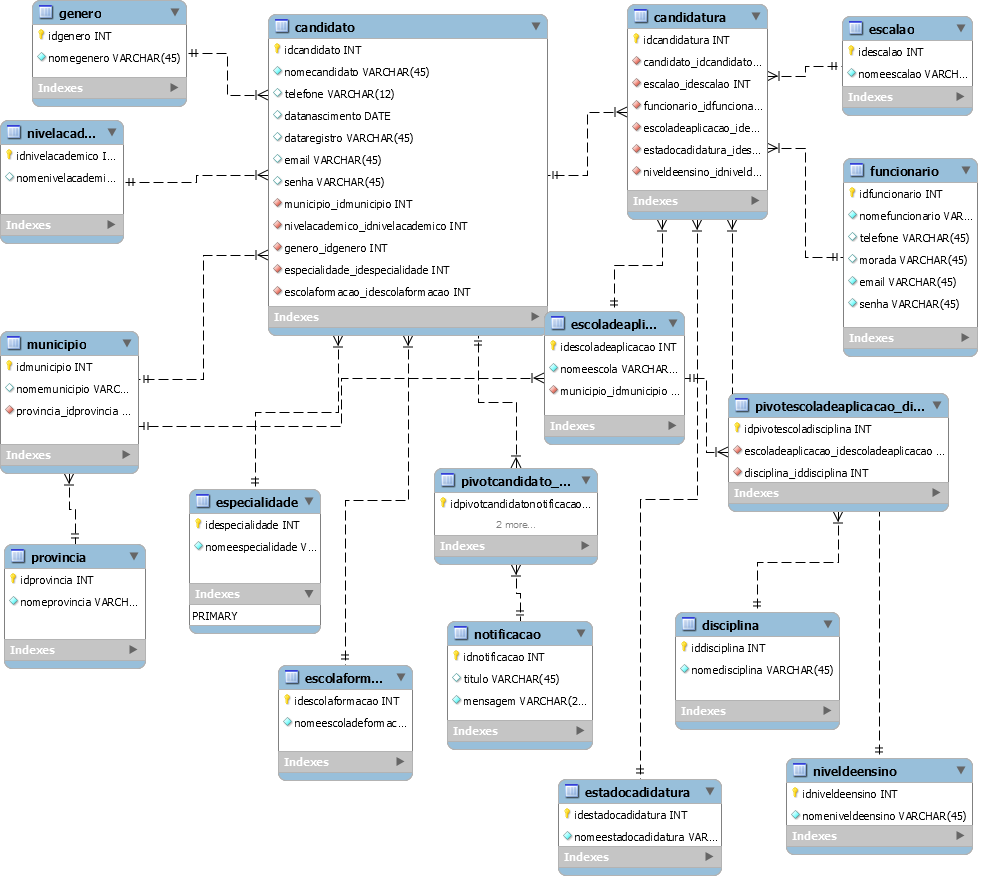 genero
idgenero INT
nomegenero VARCHAR(45)
Indexes
nivelacad...
idnivelacademico I...
nomenivelacademi...
Indexes
municipio
idmunicipio INT
nomemunicipio VARC...
provincia_idprovincia ...
Indexes
provincia
idprovincia INT
nomeprovincia VARCH...
Indexes
candidato
idcandidato INT
nomecandidato VARCHAR(45)
telefone VARCHAR(12)
datanascimento DATE
dataregistro VARCHAR(45)
email VARCHAR(45)
senha VARCHAR(45)
municipio_idmunicipio INT
nivelacademico_idnivelacademico INT
genero_idgenero INT
especialidade_idespecialidade INT
escolaformacao_idescolaformacao INT
Indexes
especialidade
idespecialidade INT
nomeespecialidade V...
Indexes
PRIMARY
escolaform...
idescolaformacao INT
nomeescoladeformac...
Indexes
pivotcandidato_...
idpivotcandidatonotificacao...
2 more...
Indexes
notificacao
idnotificacao INT
titulo VARCHAR(45)
mensagem VARCHAR(2...
Indexes
candidatura
idcandidatura INT
candidato_idcandidato...
escalao_idescalao INT
funcionario_idfunciona...
escoladeaplicacao_ide...
estadocadidatura_ides...
niveldeensino_idniveld...
Indexes
escoladeapli...
idescoladeaplicacao INT
nomeescola VARCHAR...
municipio_idmunicipio ...
Indexes
estadocadidatura
idestadocadidatura INT
nomeestadocadidatura VAR...
Indexes
escalao
idescalao INT
nomeescalao VARCH...
Indexes
funcionario
idfuncionario INT
nomefuncionario VAR...
telefone VARCHAR(45)
morada VARCHAR(45)
email VARCHAR(45)
senha VARCHAR(45)
Indexes
pivotescoladeaplicacao_di...
idpivotescoladisciplina INT
escoladeaplicacao_idescoladeaplicacao ...
disciplina_iddisciplina INT
Indexes
disciplina
iddisciplina INT
nomedisciplina VARCHAR(45)
Indexes
niveldeensino
idniveldeensino INT
nomeniveldeensino VARCHAR(45)
Indexes